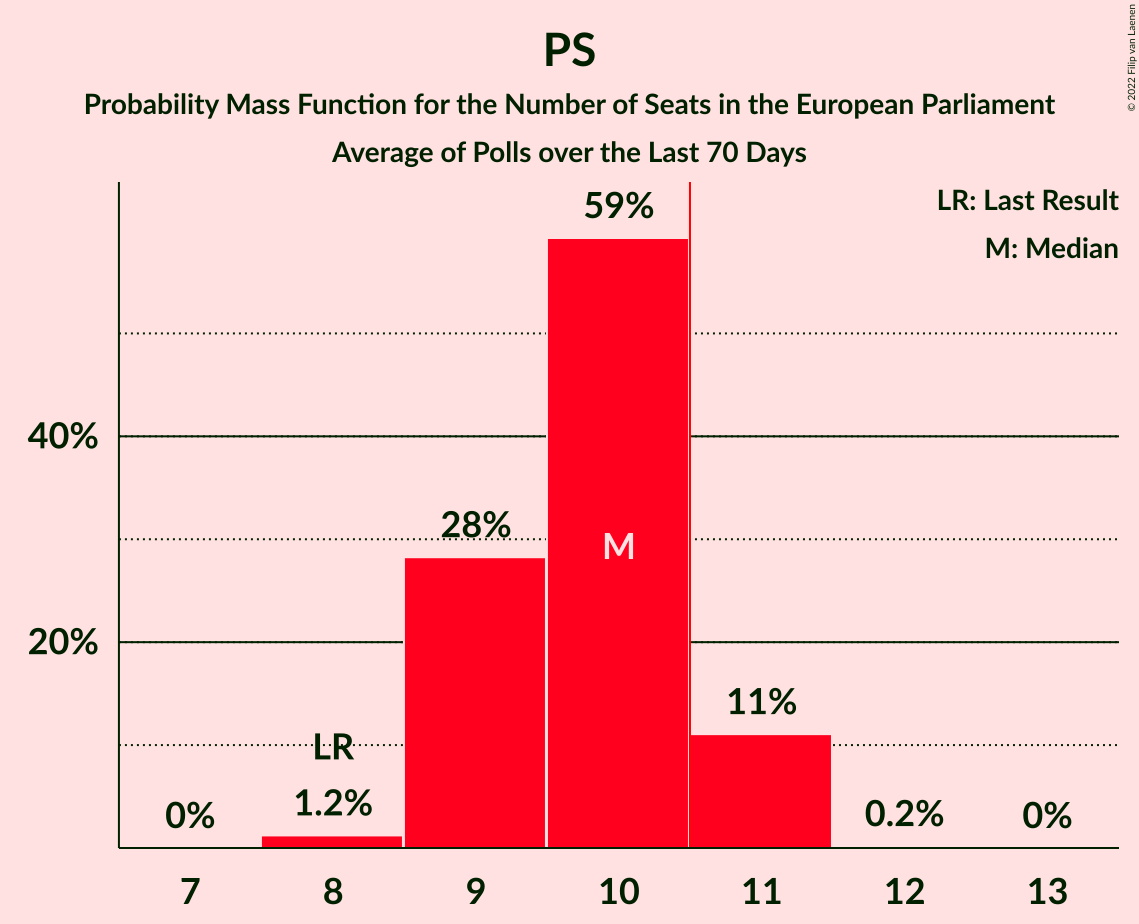 PS
Probability Mass Function for the Number of Seats in the European Parliament
Average of Polls over the Last 70 Days
© 2022 Filip van Laenen
LR: Last Result
M: Median
59%
40%
28%
M
20%
11%
LR
0%
1.2%
0.2%
0%
7 8 9 10 11 12 13